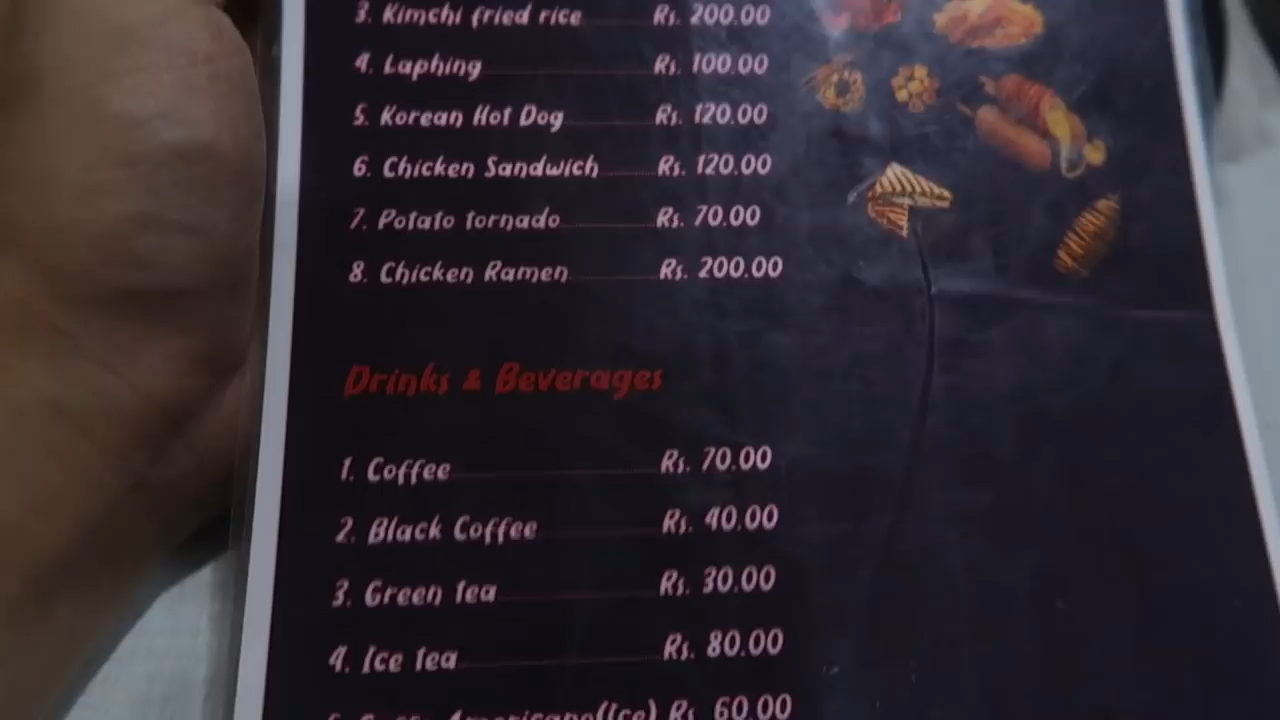 3. Kimchi fried rice Rs. 200.00
4. Laphing Rs. 100.00
5. Korean Hot Dog Rs. 120.00
6. Chicken Sandwich Rs. 120.00
7. Potato tornado Rs. 70.00
8. Chicken Ramen Rs. 200.00
Drinks & Beverages
1. Coffee Rs. 70.00
2. Black Coffee Rs. 40.00
3. Green tea Rs. 30.00
4. Ice tea Rs. 80.00
Americano(Ice) Rs 60.00